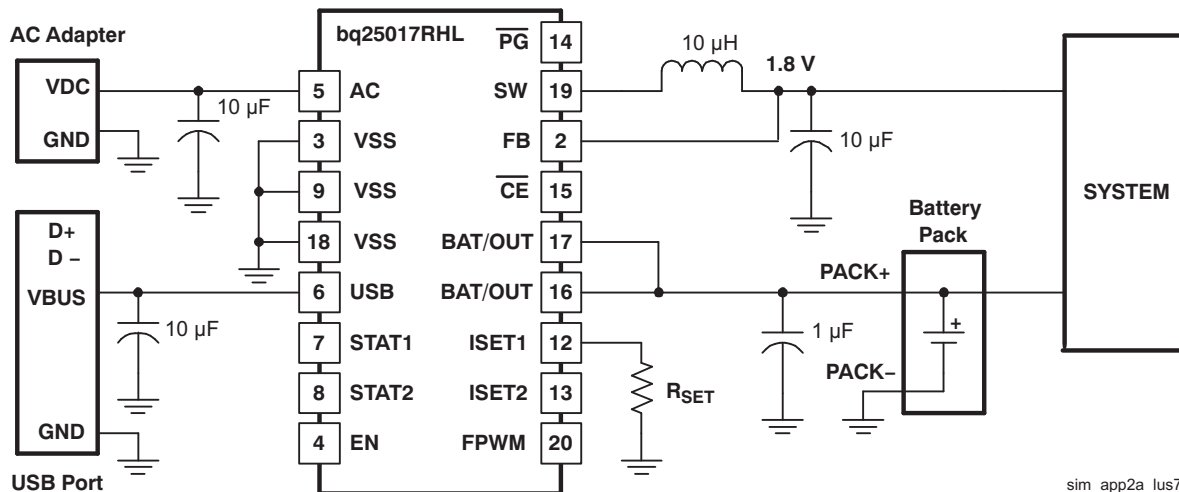 AC Adapter
VDC
GND
10 µF
bq25017RHL
5 AC
3 VSS
9 VSS
18 VSS
6 USB
7 STAT1
8 STAT2
4 EN
PG 14
SW 19
FB 2
CE 15
BAT/OUT 17
BAT/OUT 16
ISET1 12
ISET2 13
FPWM 20
D+
D −
VBUS
GND
USB Port
10 µF
10 µH
1.8 V
10 µF
SYSTEM
Battery
Pack
PACK+
+
PACK−
1 µF
RSET
sim_app2a_lus7